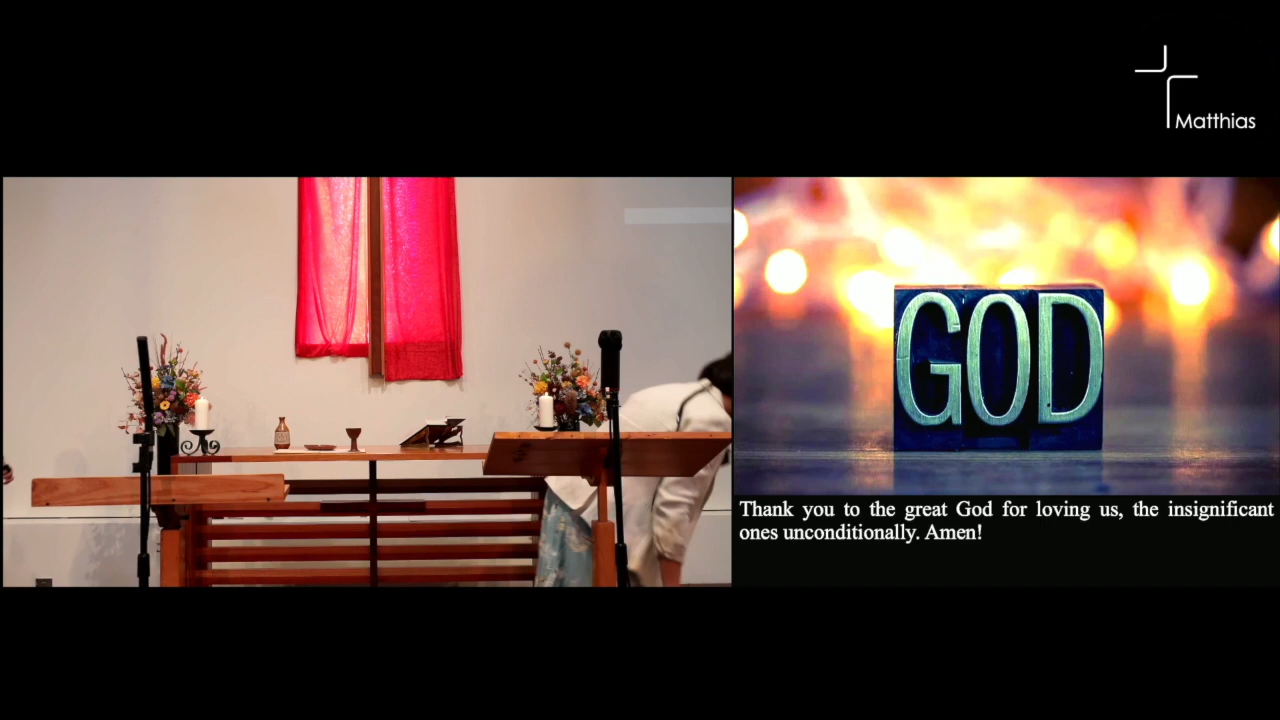 Matthias
GOD
Thank you to the great God for loving us, the insignificant
ones unconditionally. Amen!